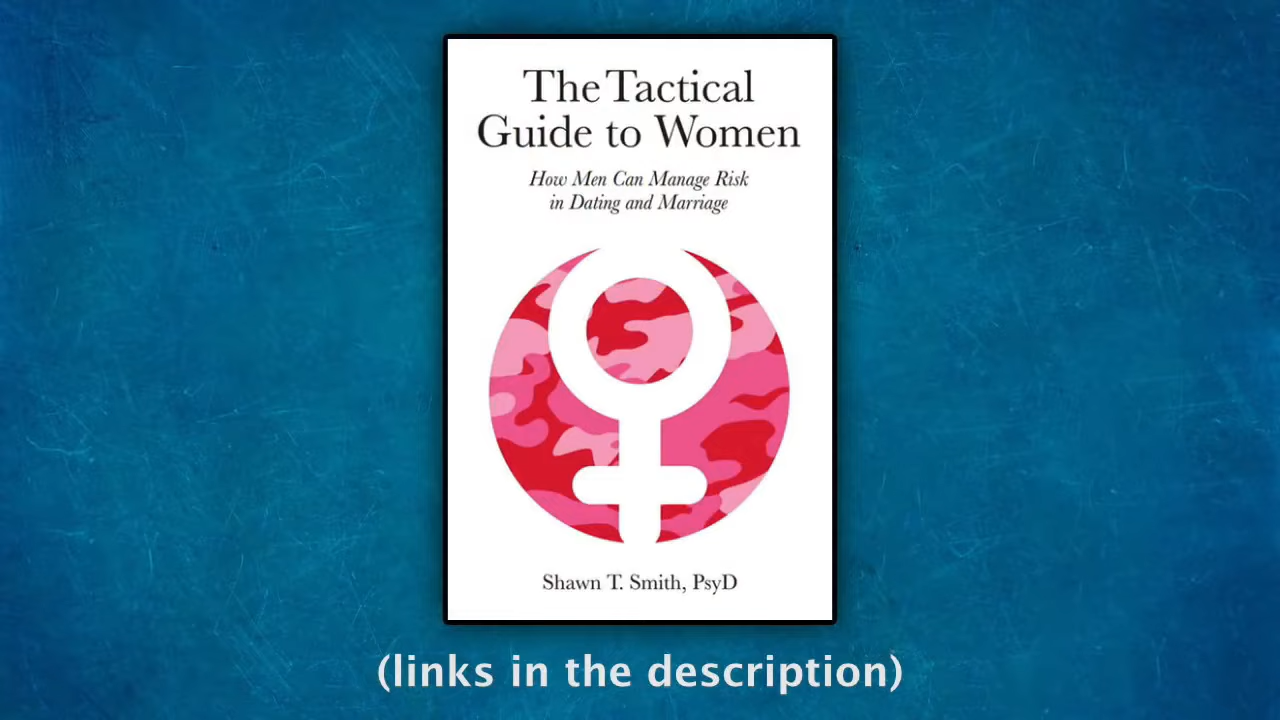 The Tactical
Guide to Women
How Men Can Manage Risk
in Dating and Marriage
Shawn T. Smith, PsyD
(links in the description)